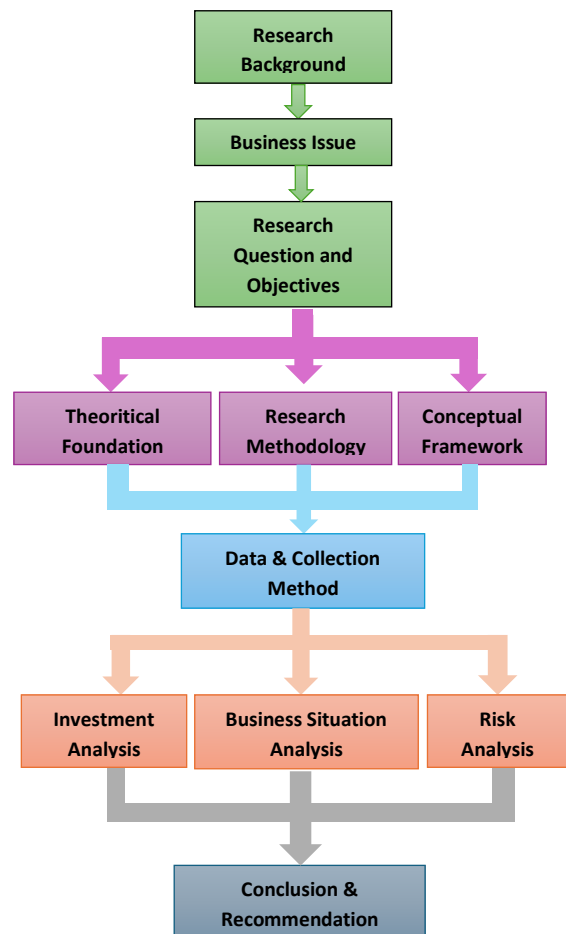 Research
Background
Business Issue
Research
Question and
Objectives
Theoritical
Foundation
Research
Methodology
Conceptual
Framework
Data & Collection
Method
Investment
Analysis
Business Situation
Analysis
Risk
Analysis
Conclusion &
Recommendation